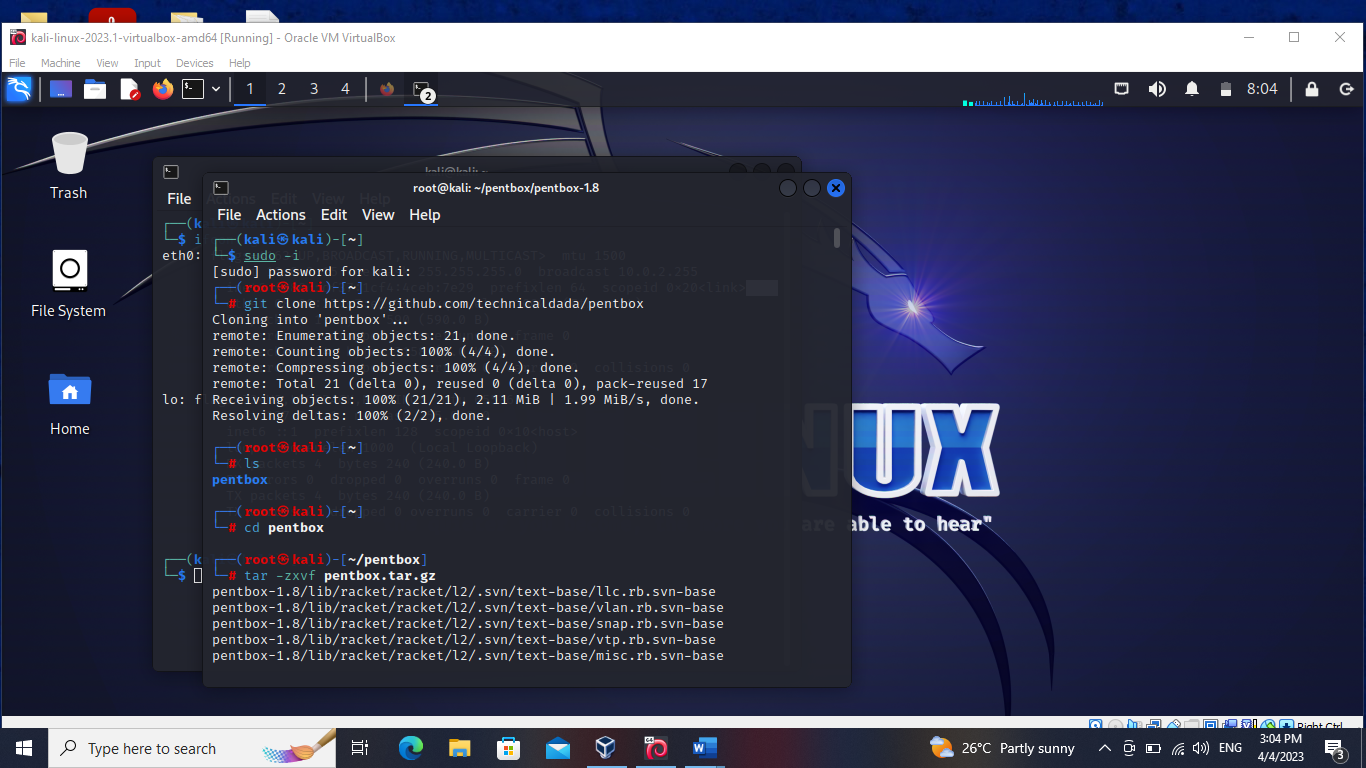 kali-linux-2023.1-virtualbox-amd64 [Running] - Oracle VM VirtualBox
File Machine View Input Devices Help
1 2 3 4 2 8:04
Trash
File System
Home
kali@kali: ~
File Actions Edit View Help
root@kali: ~/pentbox/pentbox-1.8
File Actions Edit View Help
┌──(kali㉿kali)-[~]
└─$ sudo -i
[sudo] password for kali:
┌──(root㉿kali)-[~]
└─# git clone https://github.com/technicaldada/pentbox
Cloning into 'pentbox'...
remote: Enumerating objects: 21, done.
remote: Counting objects: 100% (4/4), done.
remote: Compressing objects: 100% (4/4), done.
remote: Total 21 (delta 0), reused 0 (delta 0), pack-reused 17
Receiving objects: 100% (21/21), 2.11 MiB | 1.99 MiB/s, done.
Resolving deltas: 100% (2/2), done.
┌──(root㉿kali)-[~]
└─# ls
pentbox
┌──(root㉿kali)-[~]
└─# cd pentbox
┌──(root㉿kali)-[~/pentbox]
└─# tar -zxvf pentbox.tar.gz
pentbox-1.8/lib/racket/racket/l2/.svn/text-base/llc.rb.svn-base
pentbox-1.8/lib/racket/racket/l2/.svn/text-base/vlan.rb.svn-base
pentbox-1.8/lib/racket/racket/l2/.svn/text-base/snap.rb.svn-base
pentbox-1.8/lib/racket/racket/l2/.svn/text-base/vtp.rb.svn-base
pentbox-1.8/lib/racket/racket/l2/.svn/text-base/misc.rb.svn-base
eth0:
lo: f
└─$
NUX
are able to hear"
Right Ctrl
Type here to search
26°C Partly sunny
ENG
3:04 PM
4/4/2023
3